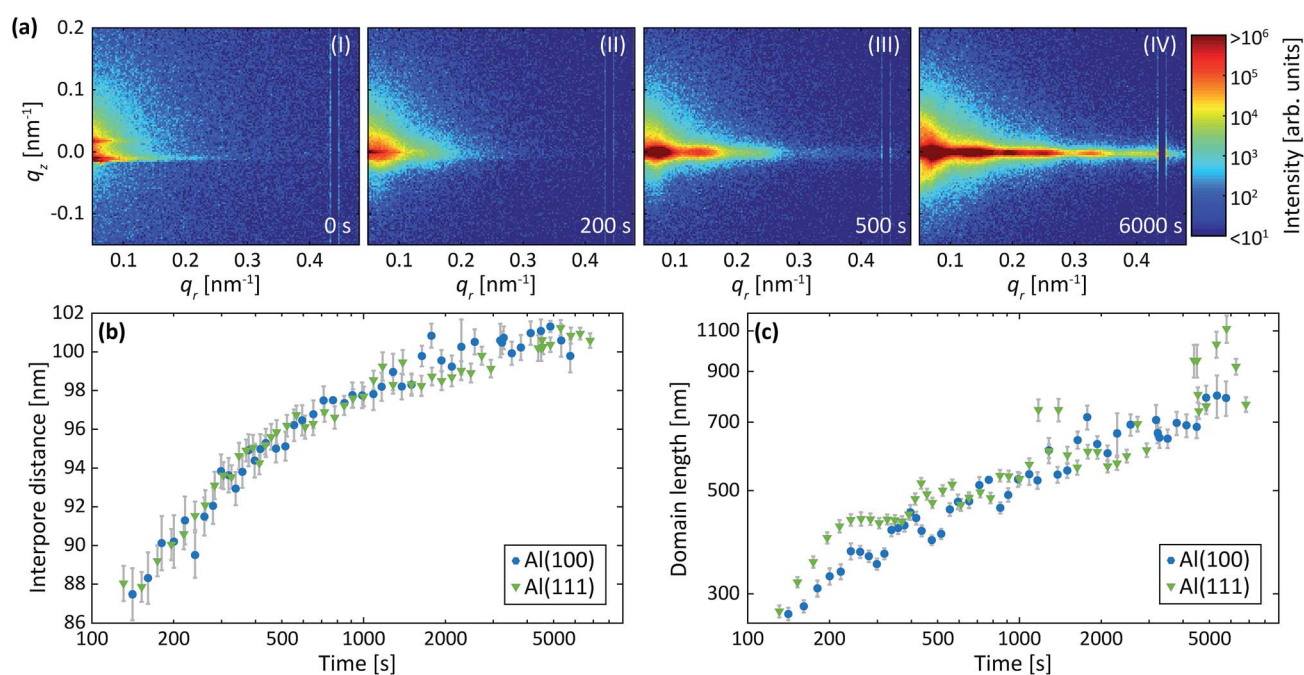 (a)
0.2
0.1
0.0
-0.1
q_z [nm⁻¹]
(I)
(II)
(III)
(IV)
0 s
200 s
500 s
6000 s
0.1 0.2 0.3 0.4
0.1 0.2 0.3 0.4
0.1 0.2 0.3 0.4
0.1 0.2 0.3 0.4
q_r [nm⁻¹]
q_r [nm⁻¹]
q_r [nm⁻¹]
q_r [nm⁻¹]
>10⁶
10⁵
10⁴
10³
10²
<10¹
Intensity [arb. units]
(b)
102
100
98
96
94
92
90
88
86
Interpore distance [nm]
Al(100)
Al(111)
100 200 500 1000 2000 5000
Time [s]
(c)
1100
900
700
500
300
Domain length [nm]
Al(100)
Al(111)
100 200 500 1000 2000 5000
Time [s]